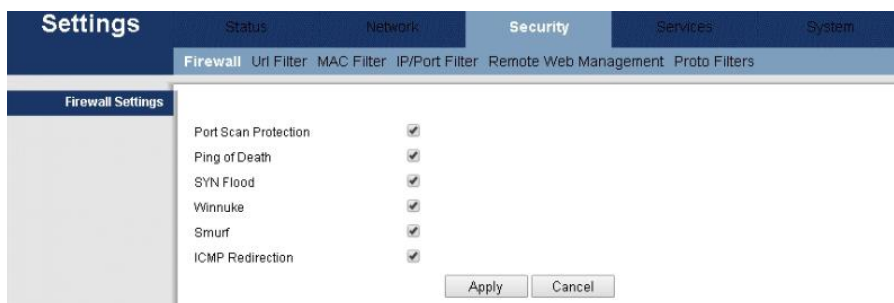 Settings Status Network Security Services System
Firewall Url Filter MAC Filter IP/Port Filter Remote Web Management Proto Filters
Firewall Settings
Port Scan Protection
Ping of Death
SYN Flood
Winnuke
Smurf
ICMP Redirection
Apply Cancel